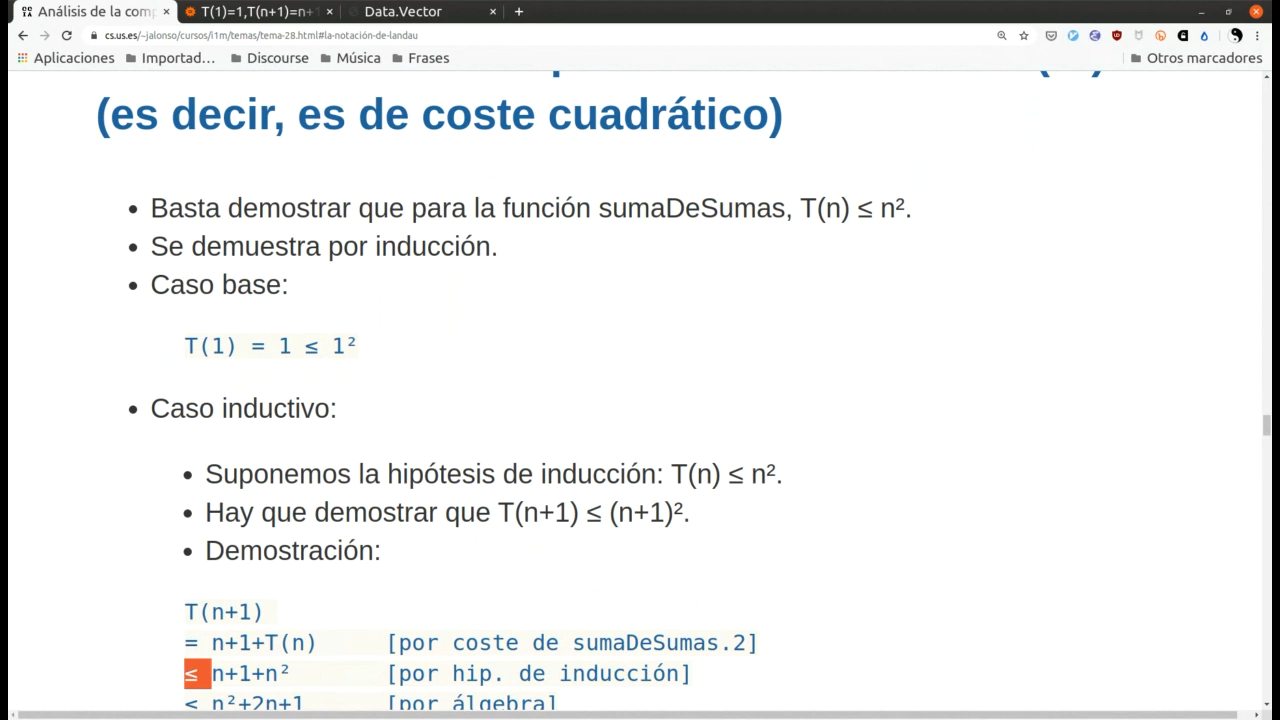 Análisis de la comp
T(1)=1,T(n+1)=n+1
Data.Vector
cs.us.es/~jalonso/cursos/i1m/temas/tema-28.html#la-notación-de-landau
Aplicaciones Importad… Discourse Música Frases Otros marcadores
(es decir, es de coste cuadrático)
• Basta demostrar que para la función sumaDeSumas, T(n) ≤ n².
• Se demuestra por inducción.
• Caso base:
T(1) = 1 ≤ 1²
• Caso inductivo:
• Suponemos la hipótesis de inducción: T(n) ≤ n².
• Hay que demostrar que T(n+1) ≤ (n+1)².
• Demostración:
T(n+1)
= n+1+T(n) [por coste de sumaDeSumas.2]
≤ n+1+n² [por hip. de inducción]
≤ n²+2n+1 [por álgebra]